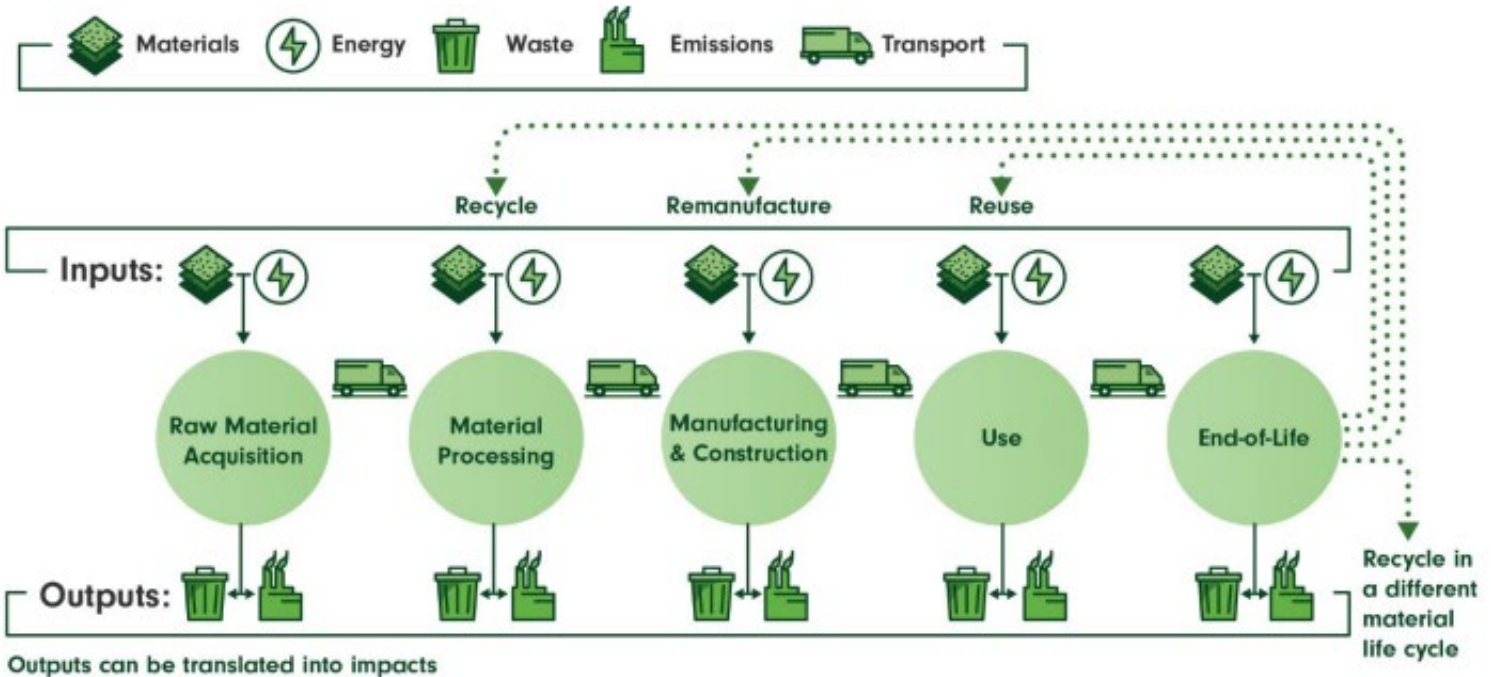 Materials Energy Waste Emissions Transport
Recycle Remanufacture Reuse
Inputs:
Raw Material
Acquisition
Material
Processing
Manufacturing
& Construction
Use
End-of-Life
Outputs:
Recycle in
a different
material
life cycle
Outputs can be translated into impacts